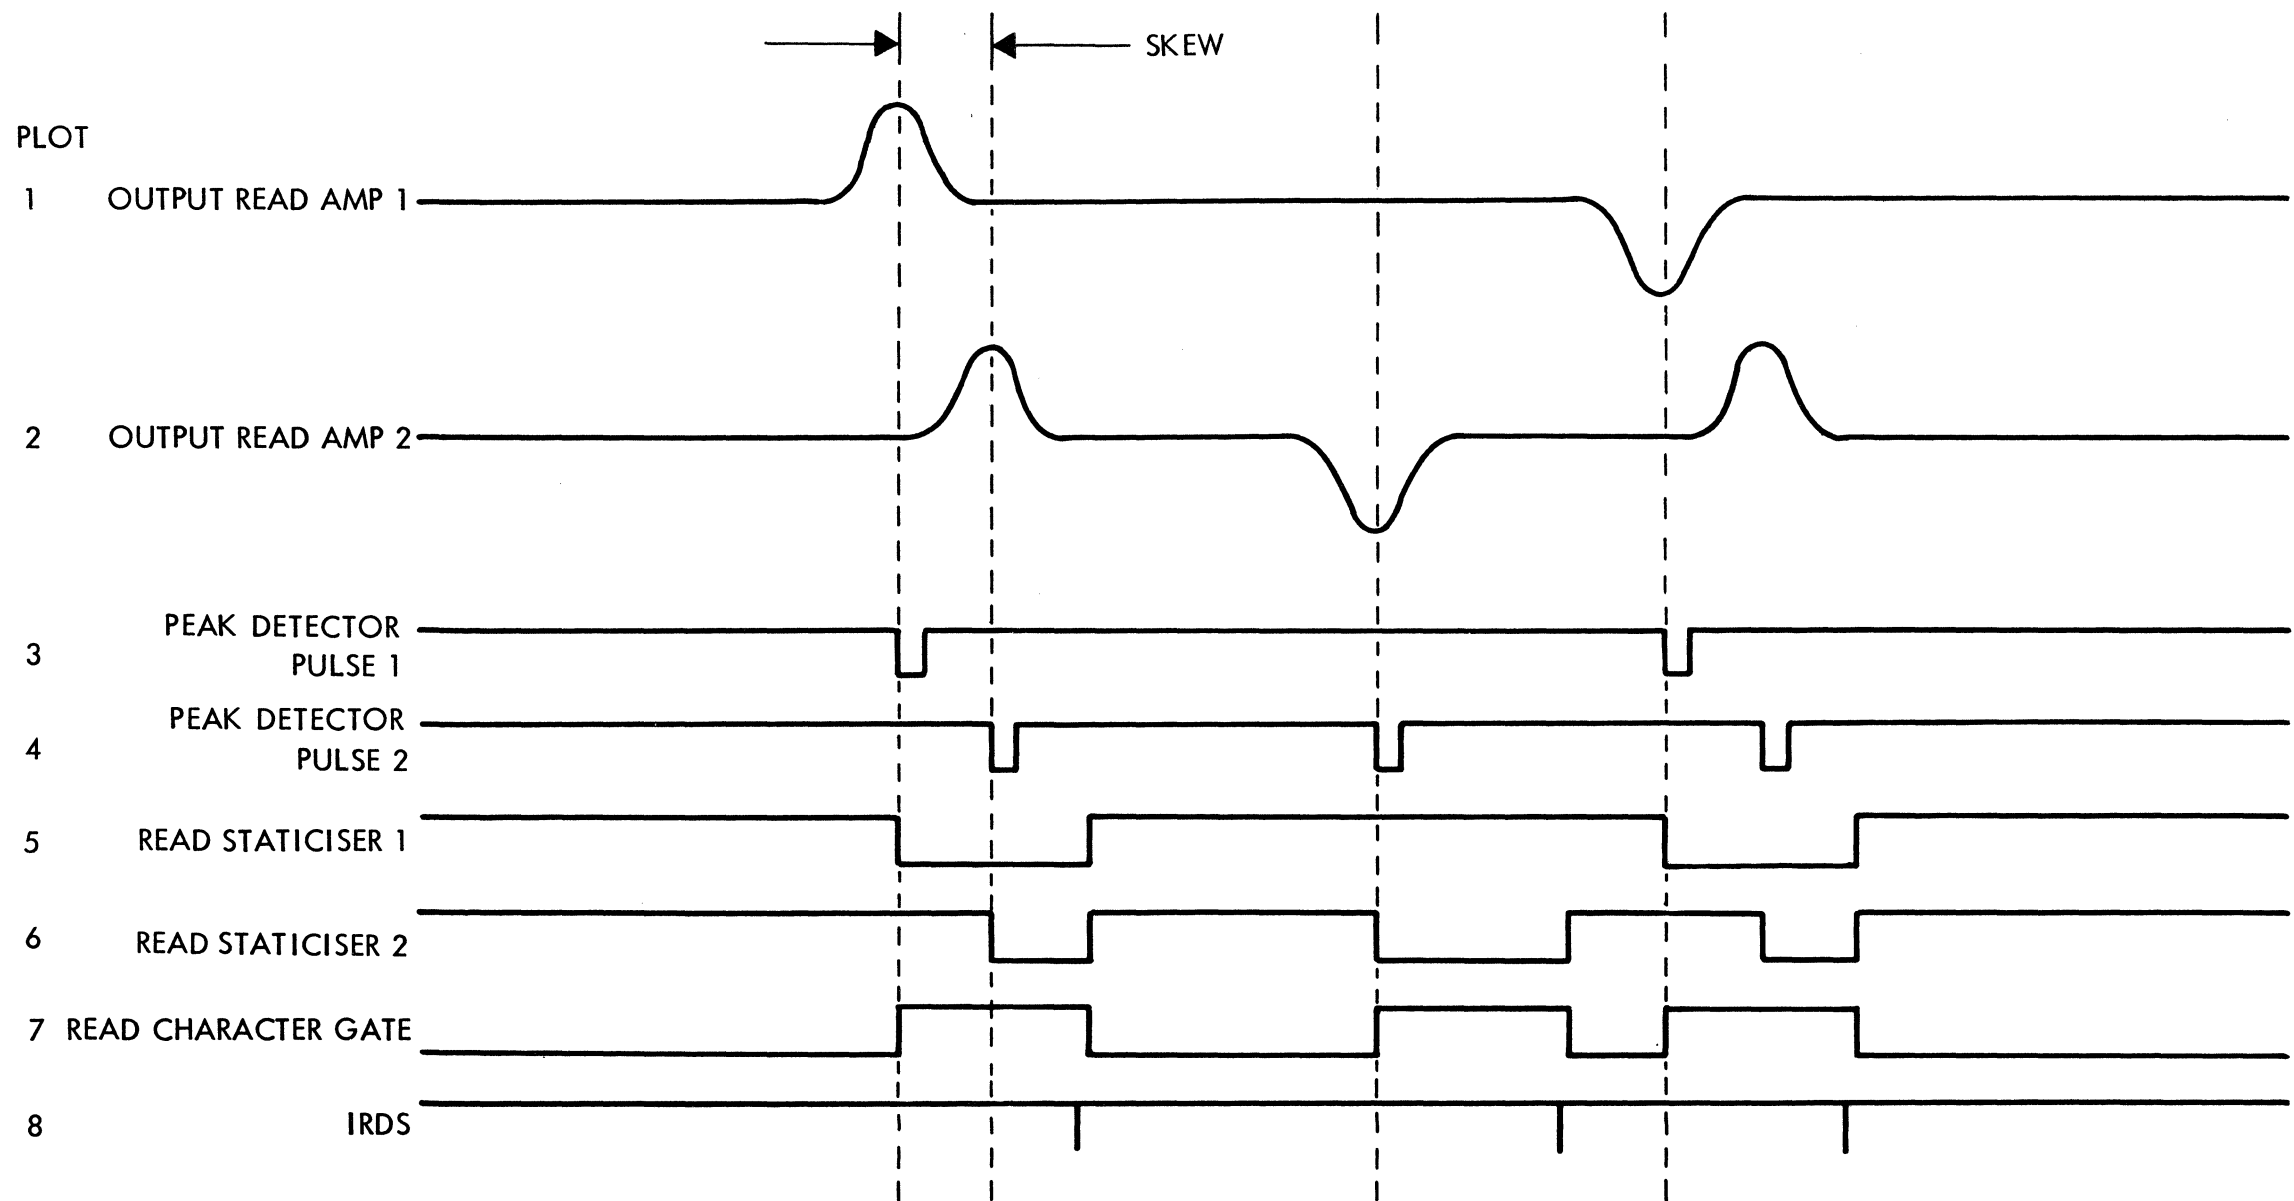 SKEW
PLOT
1 OUTPUT READ AMP 1
2 OUTPUT READ AMP 2
3 PEAK DETECTOR
PULSE 1
4 PEAK DETECTOR
PULSE 2
5 READ STATICISER 1
6 READ STATICISER 2
7 READ CHARACTER GATE
8 IRDS